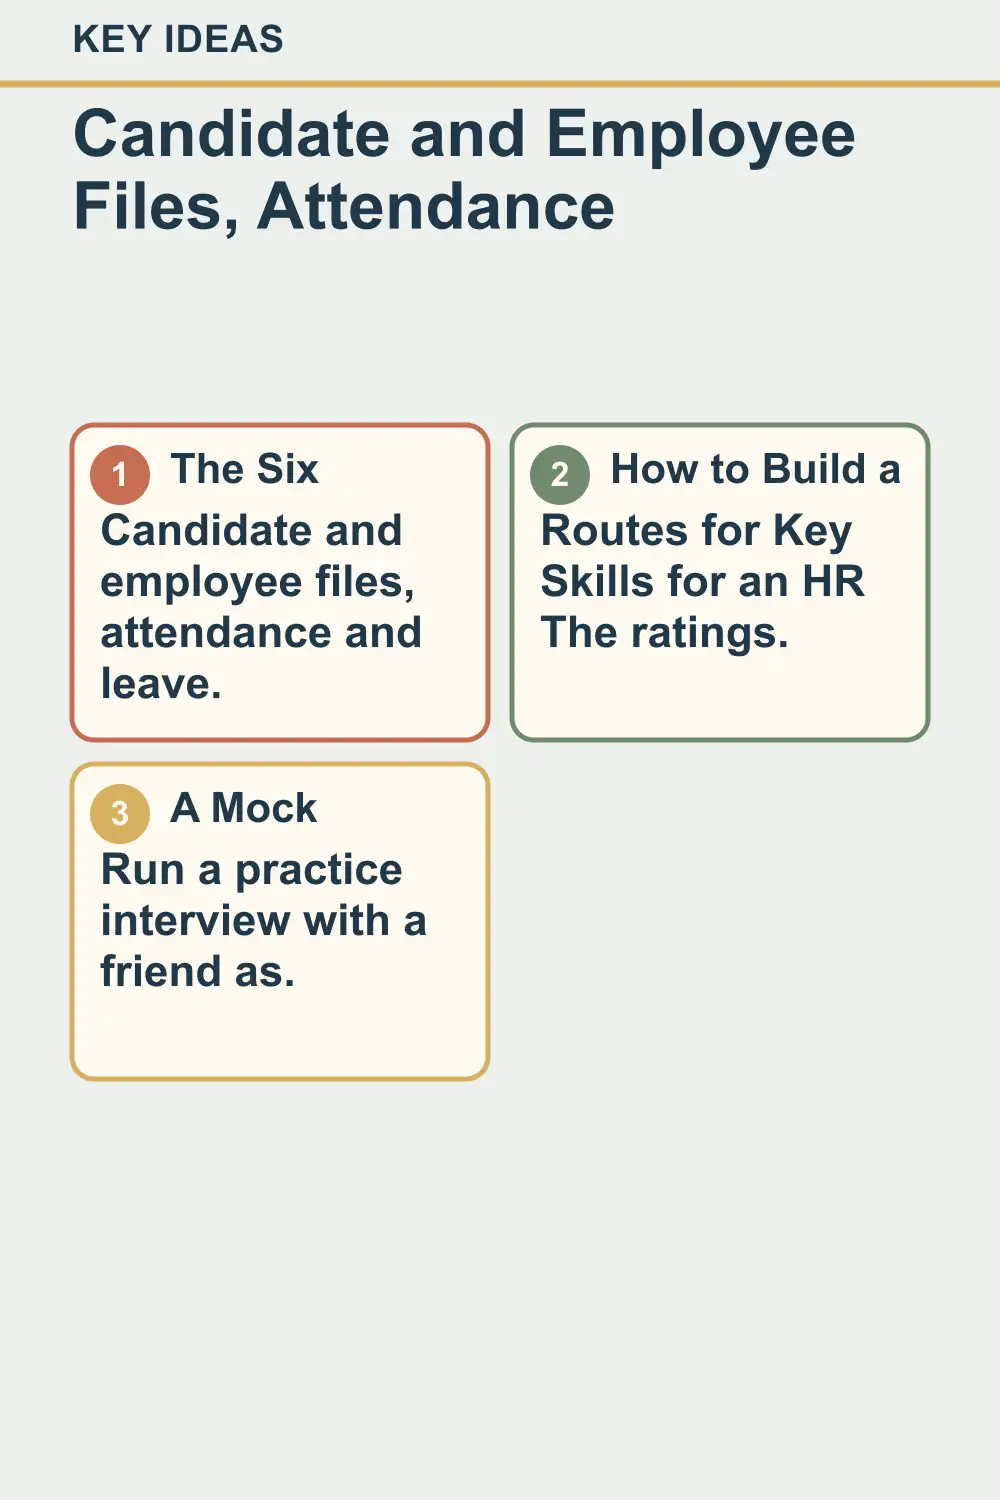 KEY IDEAS
Candidate and Employee
Files, Attendance
1 The Six
Candidate and
employee files,
attendance and
leave.
2 How to Build a
Routes for Key
Skills for an HR
The ratings.
3 A Mock
Run a practice
interview with a
friend as.